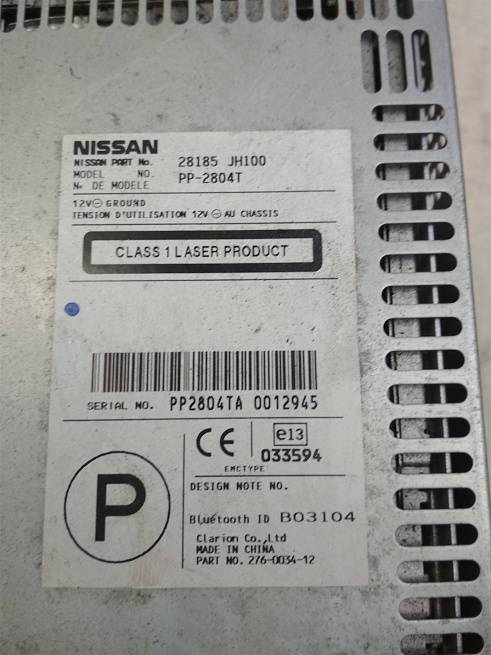 NISSAN
NISSAN PART No. 28185 JH100
MODEL NO. PP-2804T
N° DE MODELE
12V⊖GROUND
TENSION D'UTILISATION 12V⊖AU CHASSIS
CLASS 1 LASER PRODUCT
SERIAL NO. PP2804TA 0012945
CE e13
033594
EMCTYPE
P
DESIGN NOTE NO.
Bluetooth ID B03104
Clarion Co.,Ltd
MADE IN CHINA
PART NO. 276-0034-12